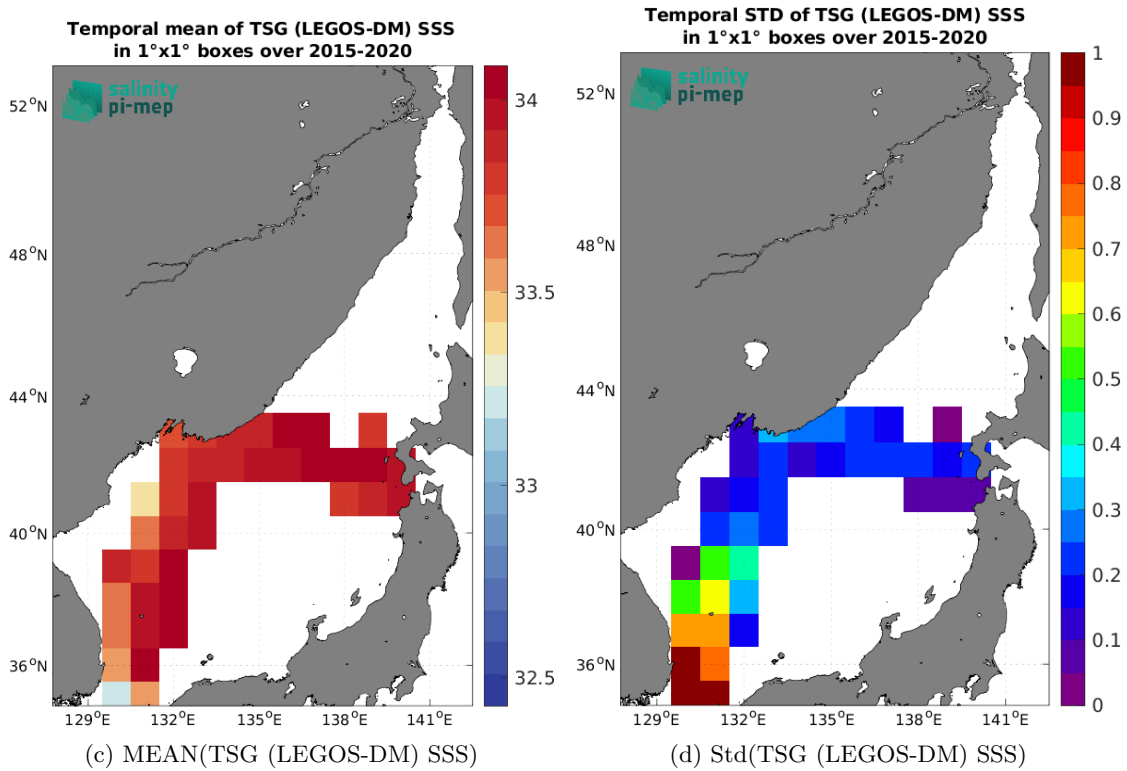 Temporal mean of TSG (LEGOS-DM) SSS
in 1°x1° boxes over 2015-2020
salinity
pi-mep
52°N
48°N
44°N
40°N
36°N
129°E
132°E
135°E
138°E
141°E
34
33.5
33
32.5
(c) MEAN(TSG (LEGOS-DM) SSS)
Temporal STD of TSG (LEGOS-DM) SSS
in 1°x1° boxes over 2015-2020
salinity
pi-mep
52°N
48°N
44°N
40°N
36°N
129°E
132°E
135°E
138°E
141°E
1
0.9
0.8
0.7
0.6
0.5
0.4
0.3
0.2
0.1
0
(d) Std(TSG (LEGOS-DM) SSS)